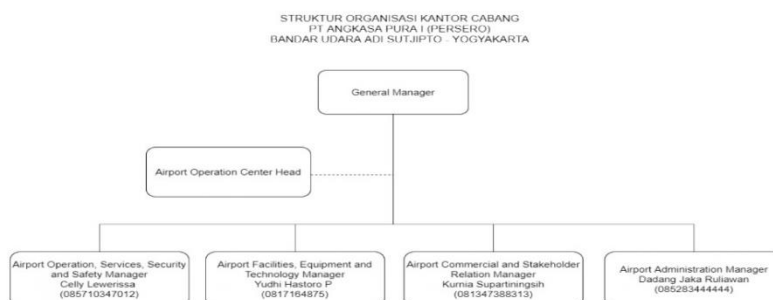 STRUKTUR ORGANISASI KANTOR CABANG
PT ANGKASA PURA I (PERSERO)
BANDAR UDARA ADI SUTJIPTO - YOGYAKARTA
General Manager
Airport Operation Center Head
Airport Operation, Services, Security
and Safety Manager
Celly Lewerissa
(085710347012)
Airport Facilities, Equipment and
Technology Manager
Yudhi Hastoro P
(0817164875)
Airport Commercial and Stakeholder
Relation Manager
Kurnia Supartiningsih
(081347388313)
Airport Administration Manager
Dadang Jaka Ruliawan
(085283444444)